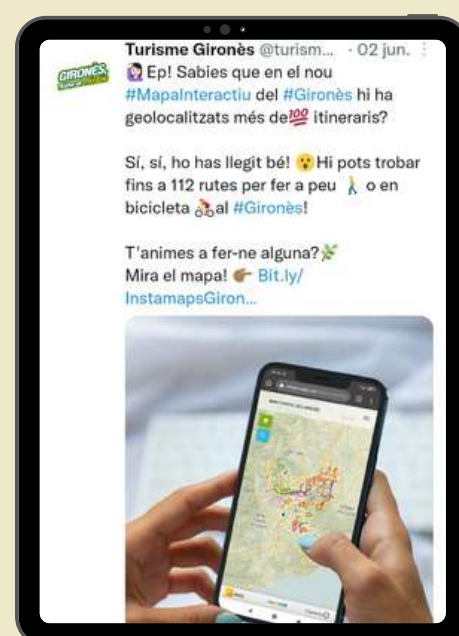 Turisme Gironès @turism... · 02 jun.
GIRONÈS,
🙋🏻‍♀️ Ep! Sabies que en el nou
#MapaInteractiu del #Gironès hi ha
geolocalitzats més de💯 itineraris?
Sí, sí, ho has llegit bé! 😮 Hi pots trobar
fins a 112 rutes per fer a peu 🚶 o en
bicicleta 🚴 al #Gironès!
T'animes a fer-ne alguna?🌿
Mira el mapa! 👉🏽 Bit.ly/
InstamapsGiron...